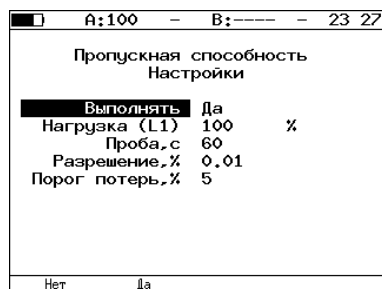 A:100 – B:---- – 23 27
Пропускная способность
Настройки
Выполнять Да
Нагрузка (L1) 100 %
Проба,с 60
Разрешение,% 0.01
Порог потерь,% 5
Нет Да